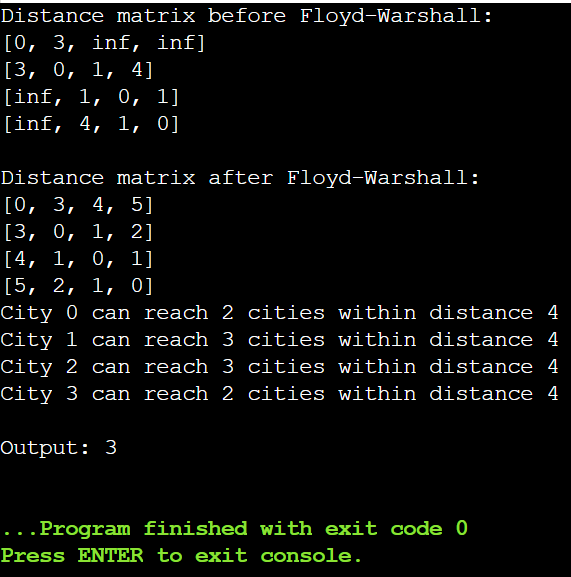 Distance matrix before Floyd-Warshall:
[0, 3, inf, inf]
[3, 0, 1, 4]
[inf, 1, 0, 1]
[inf, 4, 1, 0]
Distance matrix after Floyd-Warshall:
[0, 3, 4, 5]
[3, 0, 1, 2]
[4, 1, 0, 1]
[5, 2, 1, 0]
City 0 can reach 2 cities within distance 4
City 1 can reach 3 cities within distance 4
City 2 can reach 3 cities within distance 4
City 3 can reach 2 cities within distance 4
Output: 3
...Program finished with exit code 0
Press ENTER to exit console.